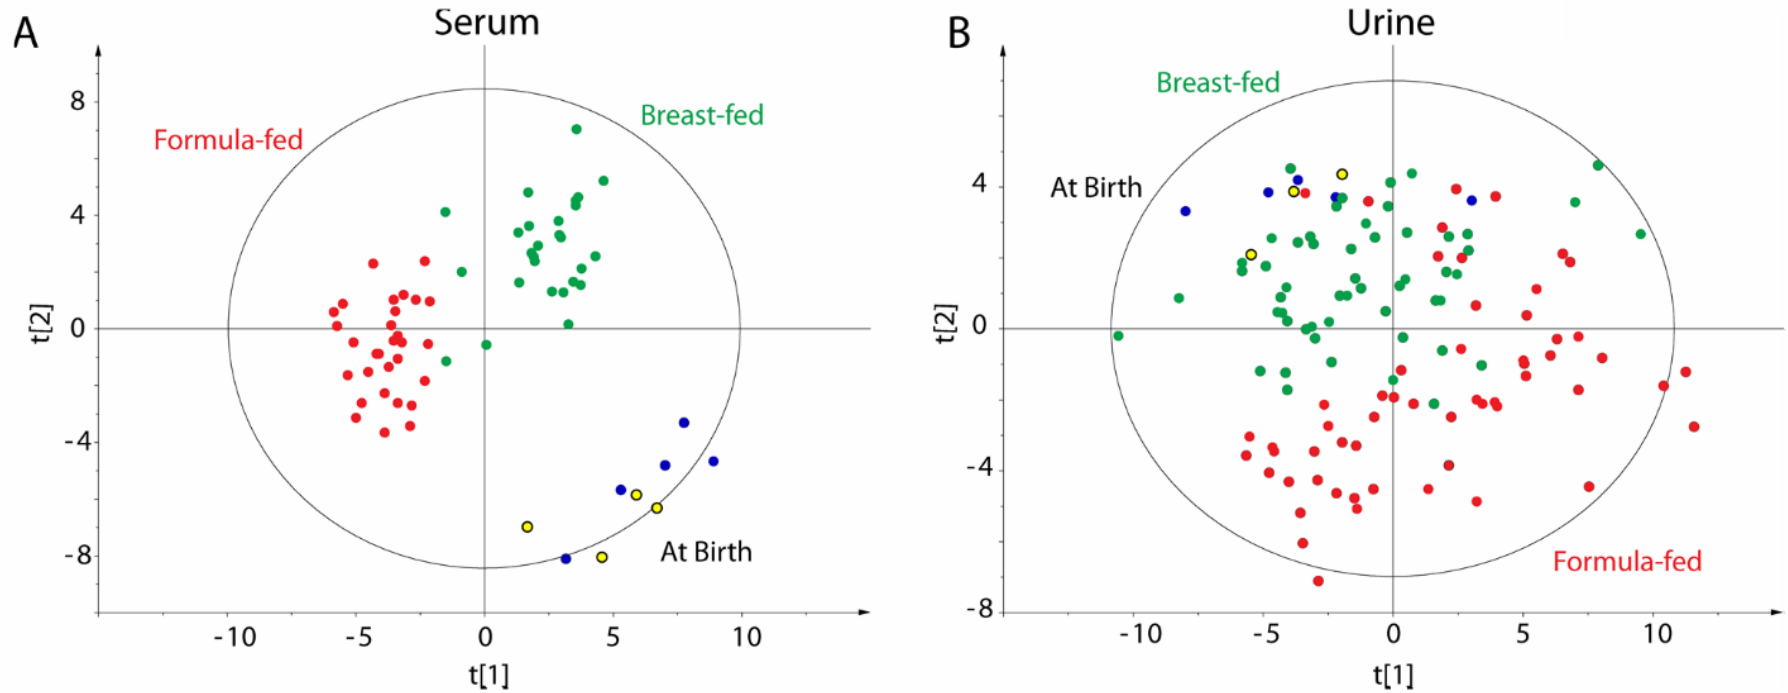 A
Serum
Formula-fed
Breast-fed
At Birth
8
4
0
-4
-8
t[2]
-10
-5
0
5
10
t[1]
B
Urine
Breast-fed
At Birth
Formula-fed
4
0
-4
-8
t[2]
-10
-5
0
5
10
t[1]